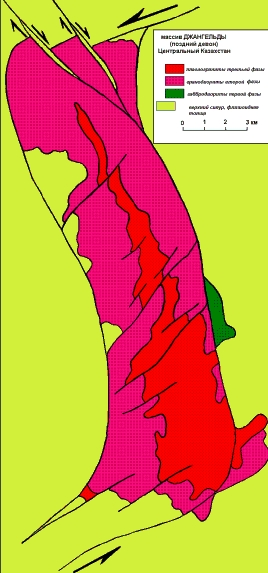 массив ДЖАНГЕЛЬДЫ
(поздний девон)
Центральный Казахстан
плагиограниты третьей фазы
гранодиориты второй фазы
габбродиориты первой фазы
верхний силур, флишоидная
толща
0 1 2 3 км